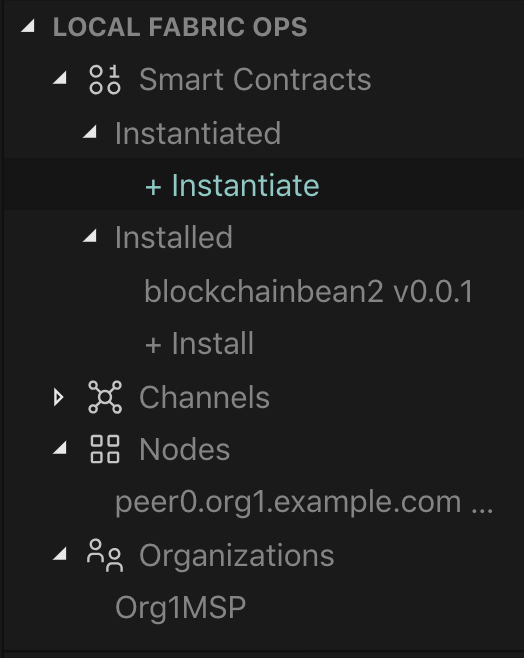 LOCAL FABRIC OPS
Smart Contracts
Instantiated
+ Instantiate
Installed
blockchainbean2 v0.0.1
+ Install
Channels
Nodes
peer0.org1.example.com ...
Organizations
Org1MSP